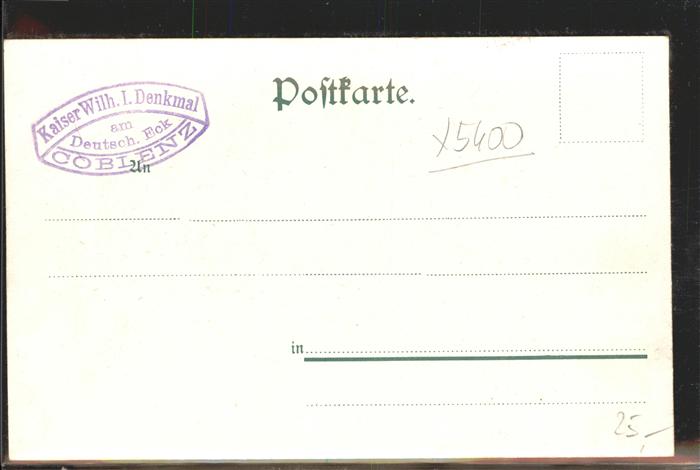 Postkarte.
Kaiser Wilh. I. Denkmal
am
Deutsch. Eck
COBLENZ
An
X5400
in
25,-